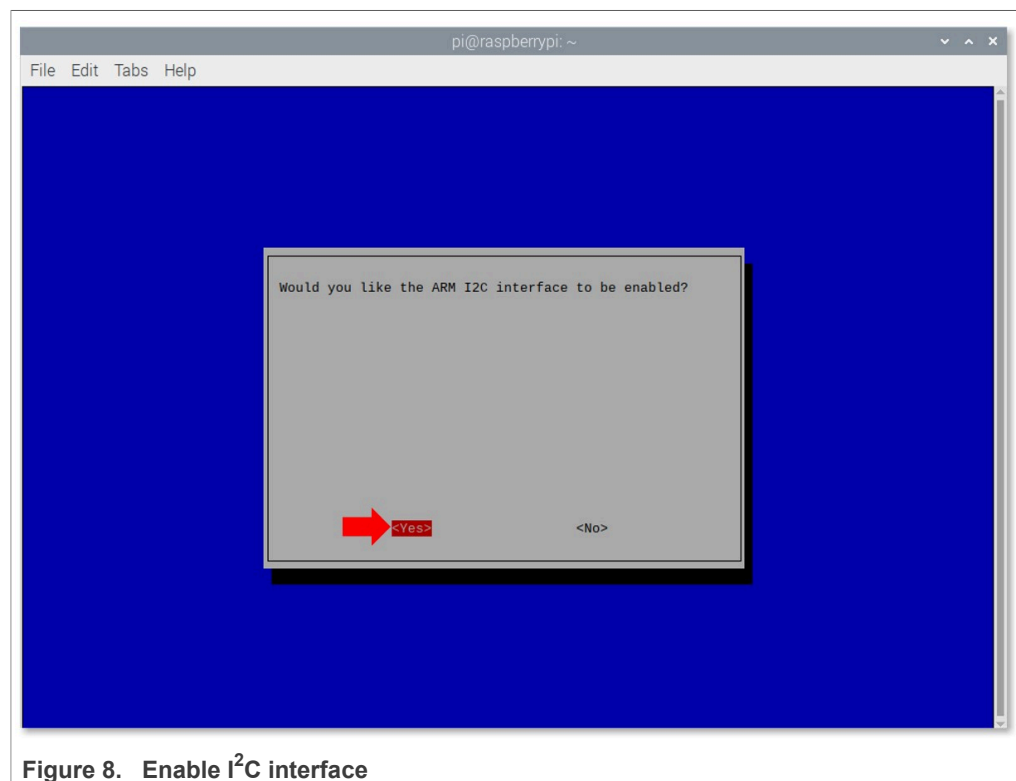 pi@raspberrypi: ~
File Edit Tabs Help
Would you like the ARM I2C interface to be enabled?
<Yes> <No>
Figure 8. Enable I²C interface